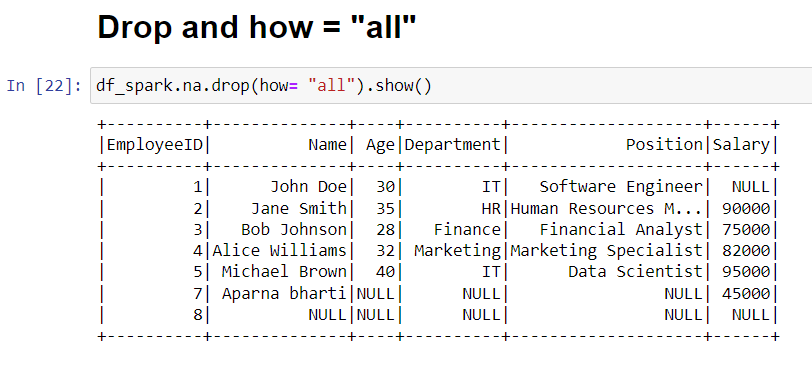 Drop and how = "all"
In [22]: df_spark.na.drop(how= "all").show()
+----------+--------------+----+----------+--------------------+------+
|EmployeeID|          Name| Age|Department|            Position|Salary|
+----------+--------------+----+----------+--------------------+------+
|         1|      John Doe|  30|        IT|   Software Engineer|  NULL|
|         2|    Jane Smith|  35|        HR|Human Resources M...| 90000|
|         3|   Bob Johnson|  28|   Finance|   Financial Analyst| 75000|
|         4|Alice Williams|  32| Marketing|Marketing Specialist| 82000|
|         5| Michael Brown|  40|        IT|      Data Scientist| 95000|
|         7| Aparna bharti|NULL|      NULL|                NULL| 45000|
|         8|          NULL|NULL|      NULL|                NULL|  NULL|
+----------+--------------+----+----------+--------------------+------+